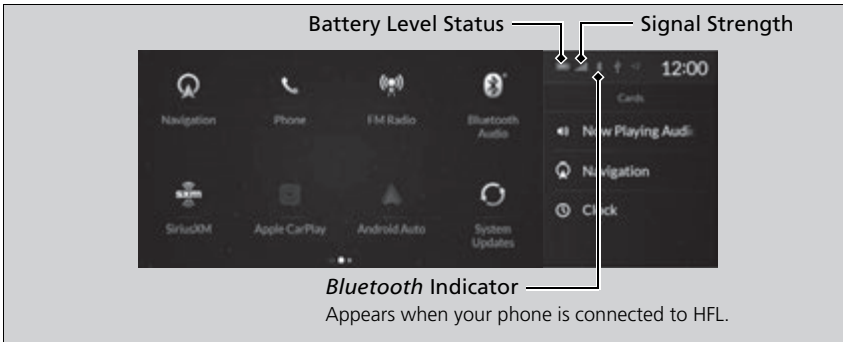 Battery Level Status
Signal Strength
12:00
Cards
Navigation
Phone
FM Radio
Bluetooth
Audio
Now Playing Audi
Navigation
Clock
sxm
SiriusXM
Apple CarPlay
Android Auto
System
Updates
Bluetooth Indicator
Appears when your phone is connected to HFL.